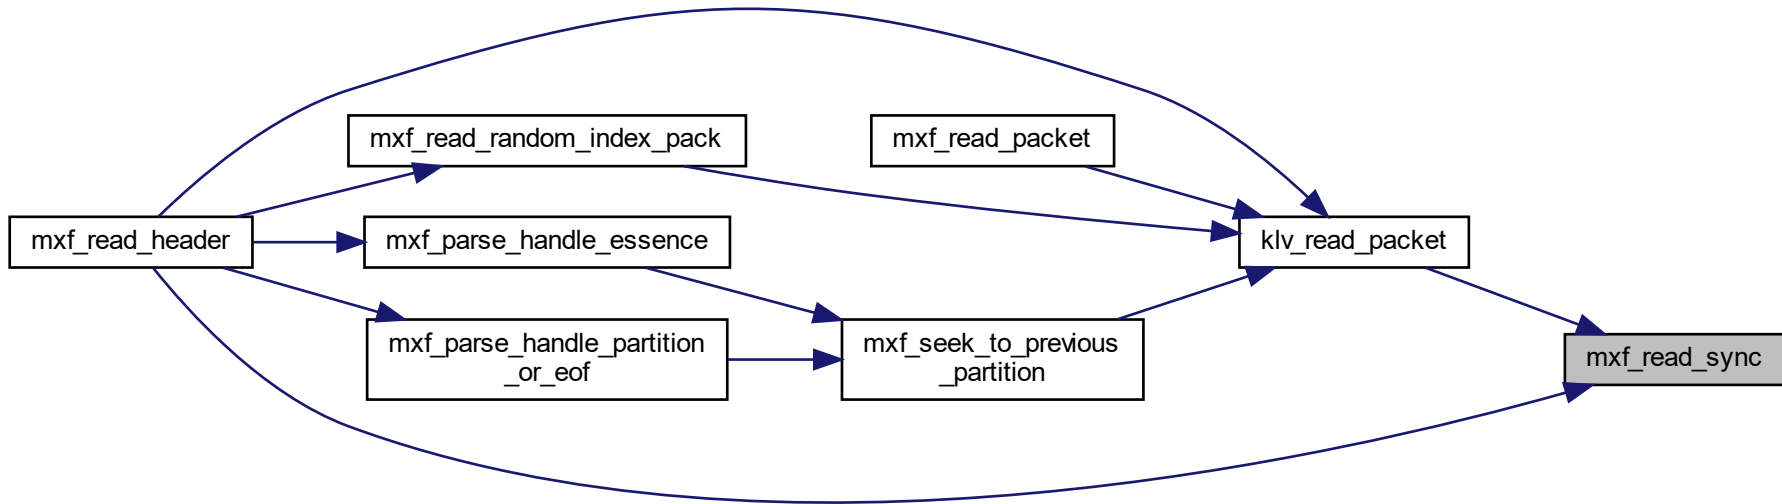 mxf_read_header
mxf_read_random_index_pack
mxf_parse_handle_essence
mxf_parse_handle_partition
_or_eof
mxf_read_packet
mxf_seek_to_previous
_partition
klv_read_packet
mxf_read_sync